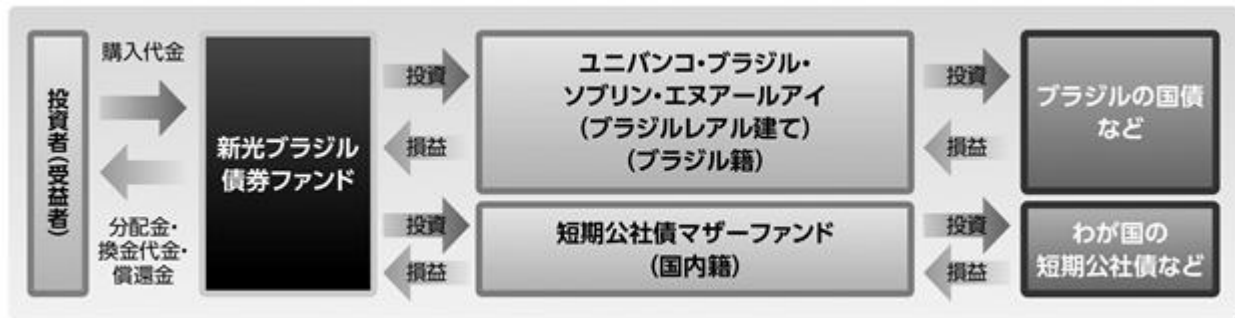 投資者(受益者)
購入代金
分配金・
換金代金・
償還金
新光ブラジル
債券ファンド
投資
損益
投資
損益
ユニバンコ・ブラジル・
ソブリン・エヌアールアイ
(ブラジルレアル建て)
(ブラジル籍)
短期公社債マザーファンド
(国内籍)
投資
損益
投資
損益
ブラジルの国債
など
わが国の
短期公社債など